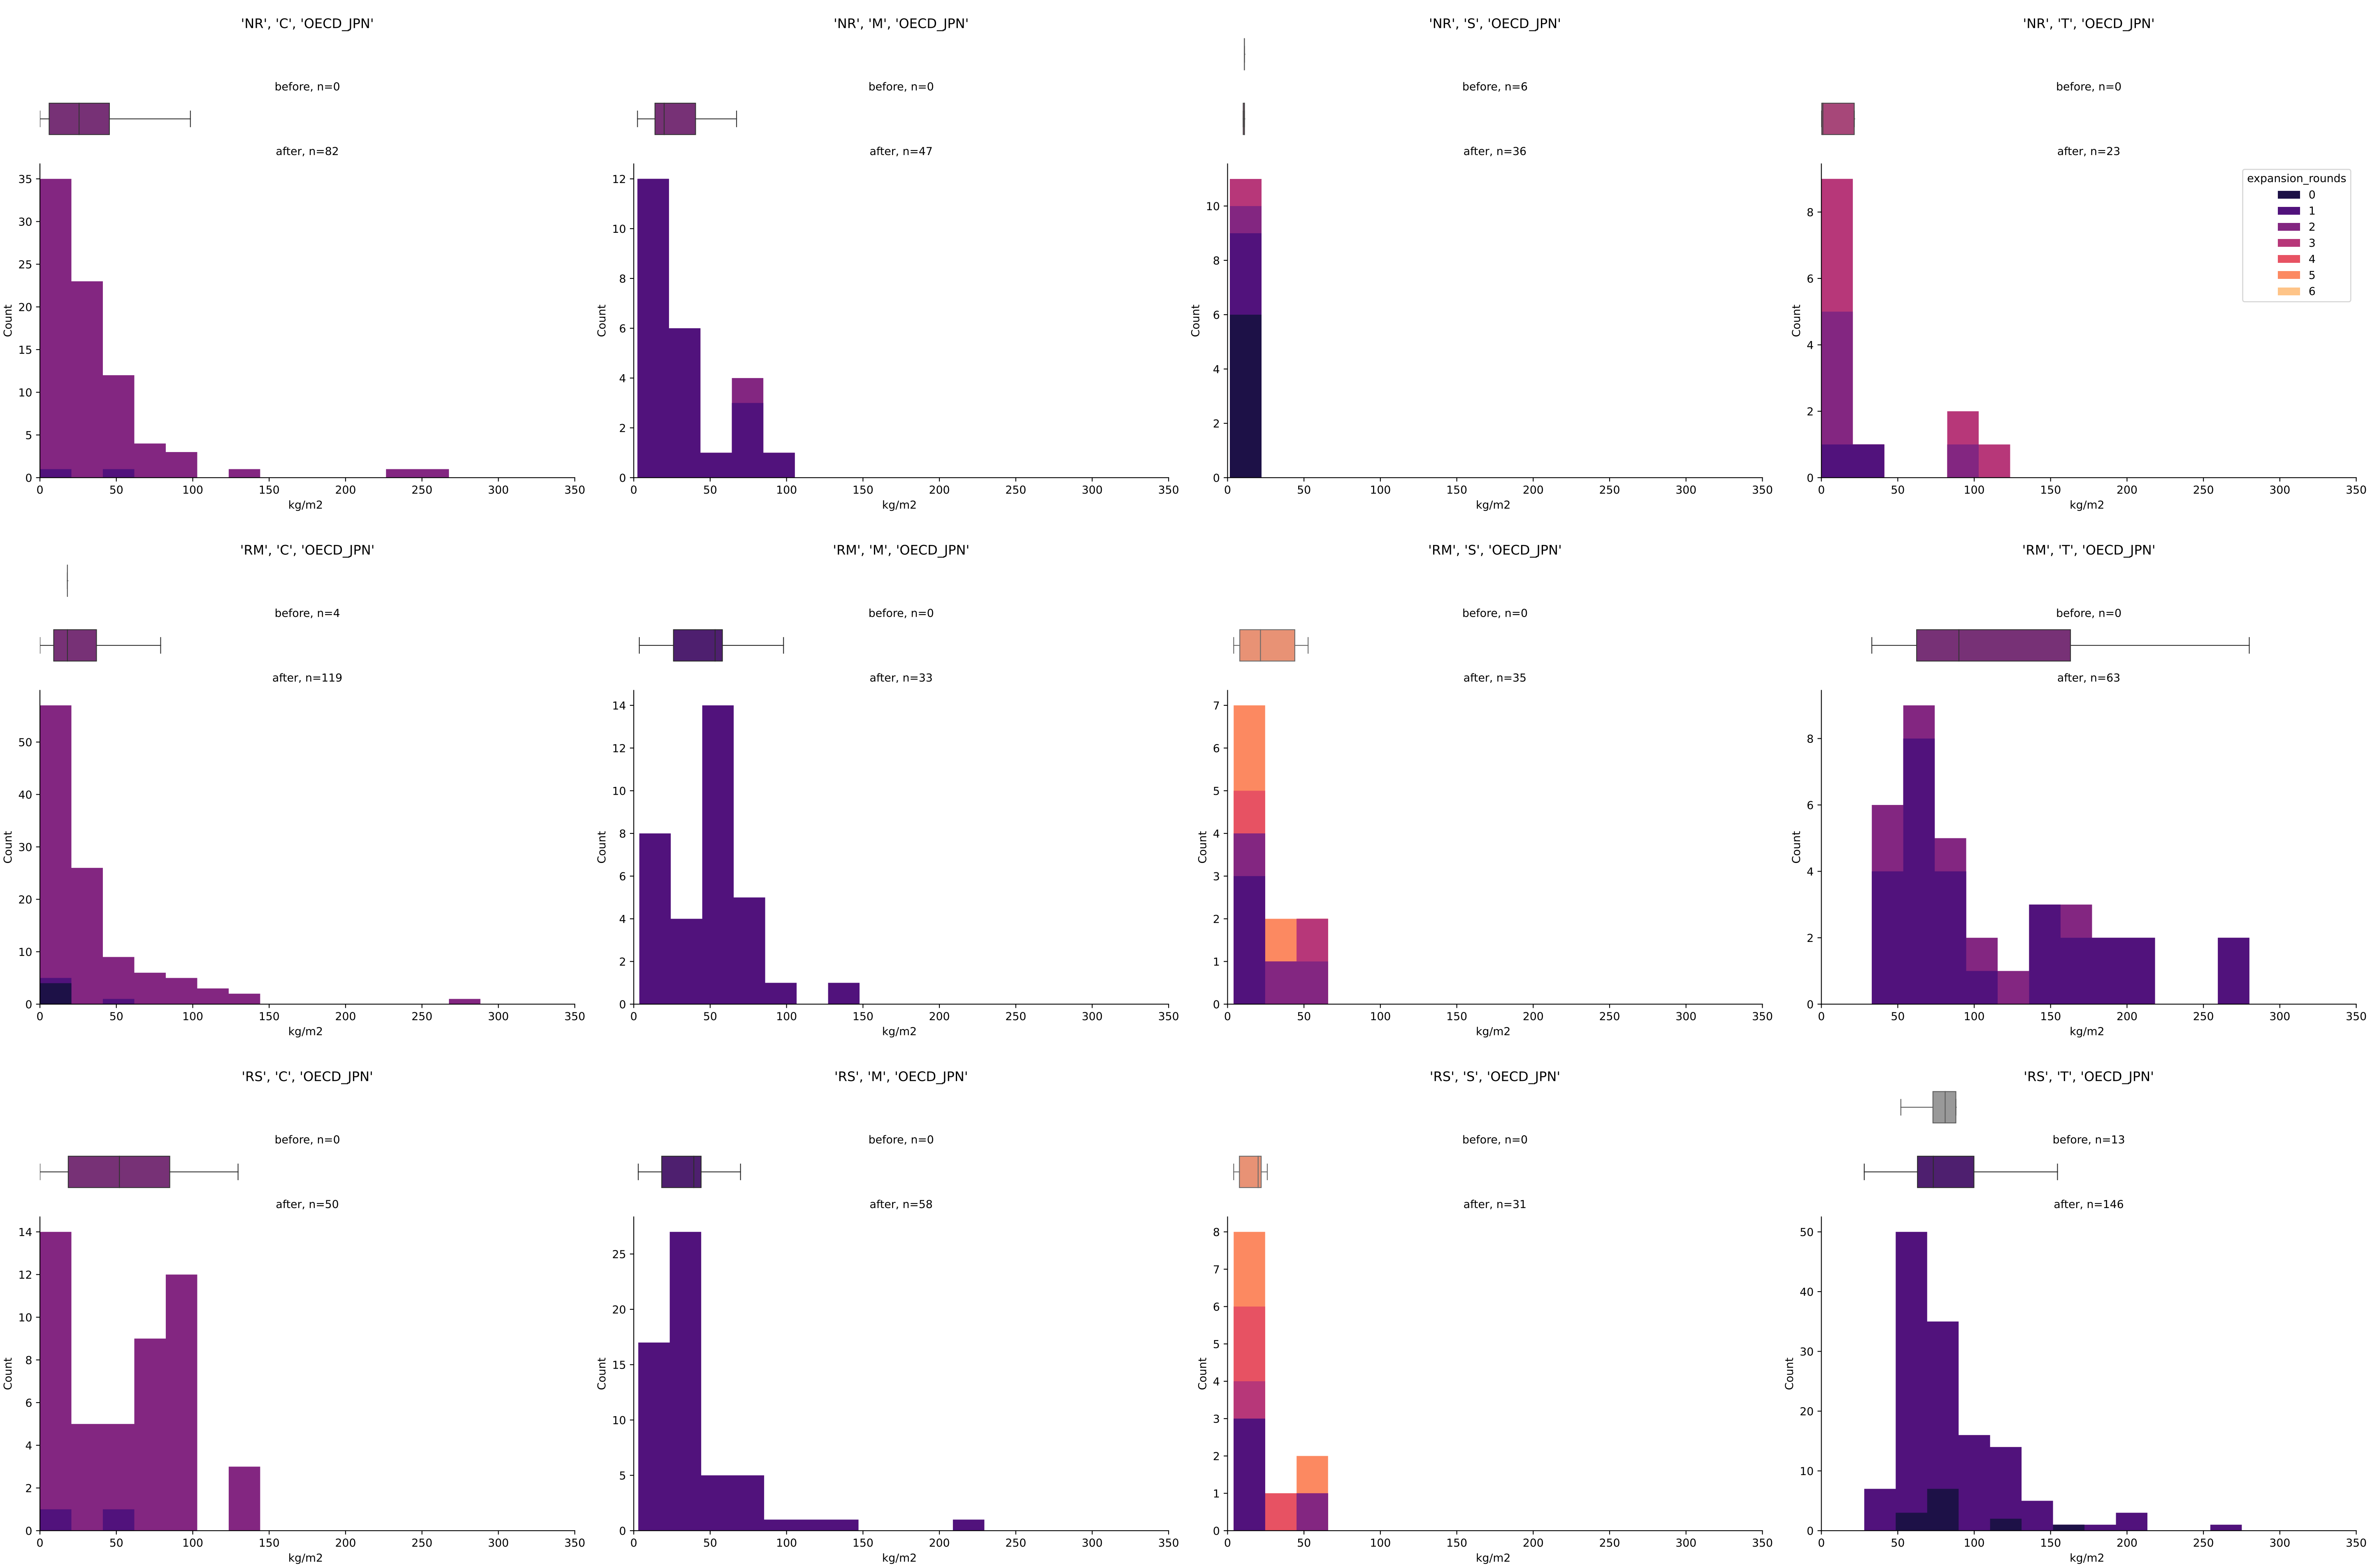 'NR', 'C', 'OECD_JPN'
before, n=0
after, n=82
35
30
25
20
15
10
5
0
Count
0 50 100 150 200 250 300 350
kg/m2
'NR', 'M', 'OECD_JPN'
before, n=0
after, n=47
12
10
8
6
4
2
0
Count
0 50 100 150 200 250 300 350
kg/m2
'NR', 'S', 'OECD_JPN'
before, n=6
after, n=36
10
8
6
4
2
0
Count
0 50 100 150 200 250 300 350
kg/m2
'NR', 'T', 'OECD_JPN'
before, n=0
after, n=23
8
6
4
2
0
Count
expansion_rounds
0
1
2
3
4
5
6
0 50 100 150 200 250 300 350
kg/m2
'RM', 'C', 'OECD_JPN'
before, n=4
after, n=119
50
40
30
20
10
0
Count
0 50 100 150 200 250 300 350
kg/m2
'RM', 'M', 'OECD_JPN'
before, n=0
after, n=33
14
12
10
8
6
4
2
0
Count
0 50 100 150 200 250 300 350
kg/m2
'RM', 'S', 'OECD_JPN'
before, n=0
after, n=35
7
6
5
4
3
2
1
0
Count
0 50 100 150 200 250 300 350
kg/m2
'RM', 'T', 'OECD_JPN'
before, n=0
after, n=63
8
6
4
2
0
Count
0 50 100 150 200 250 300 350
kg/m2
'RS', 'C', 'OECD_JPN'
before, n=0
after, n=50
14
12
10
8
6
4
2
0
Count
0 50 100 150 200 250 300 350
kg/m2
'RS', 'M', 'OECD_JPN'
before, n=0
after, n=58
25
20
15
10
5
0
Count
0 50 100 150 200 250 300 350
kg/m2
'RS', 'S', 'OECD_JPN'
before, n=0
after, n=31
8
7
6
5
4
3
2
1
0
Count
0 50 100 150 200 250 300 350
kg/m2
'RS', 'T', 'OECD_JPN'
before, n=13
after, n=146
50
40
30
20
10
0
Count
0 50 100 150 200 250 300 350
kg/m2